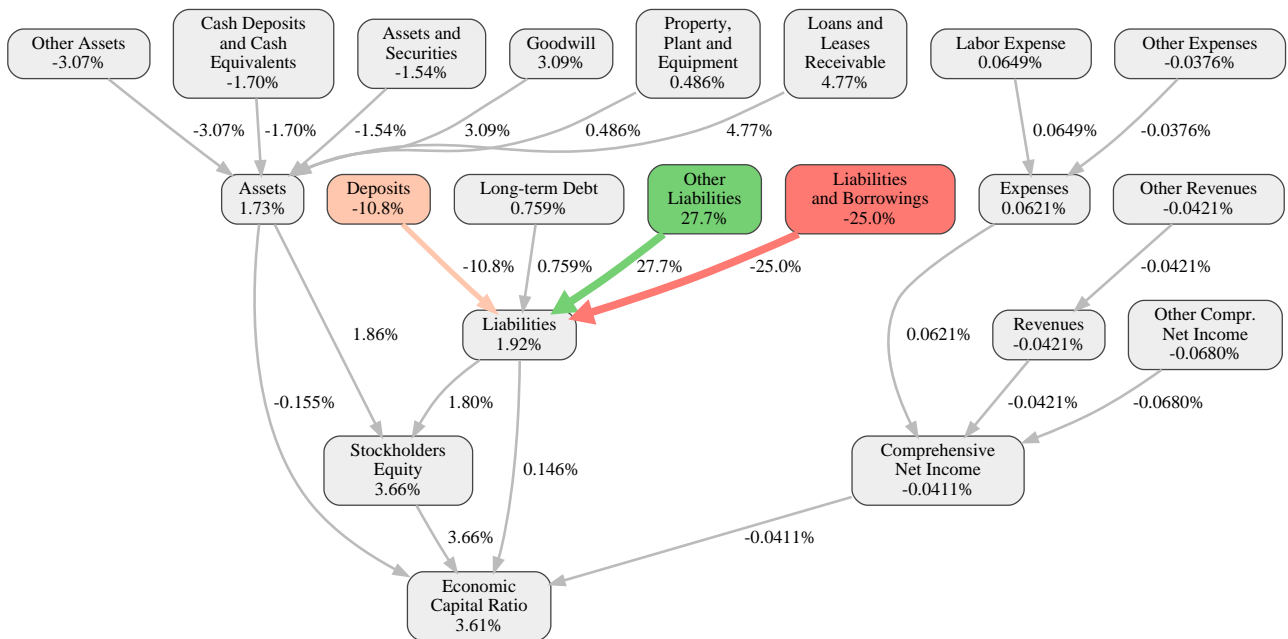 Other Assets
-3.07%
Cash Deposits
and Cash
Equivalents
-1.70%
Assets and
Securities
-1.54%
Goodwill
3.09%
Property,
Plant and
Equipment
0.486%
Loans and
Leases
Receivable
4.77%
Labor Expense
0.0649%
Other Expenses
-0.0376%
-3.07%
-1.70%
-1.54%
3.09%
0.486%
4.77%
0.0649%
-0.0376%
Assets
1.73%
Deposits
-10.8%
Long-term Debt
0.759%
Other
Liabilities
27.7%
Liabilities
and Borrowings
-25.0%
Expenses
0.0621%
Other Revenues
-0.0421%
-10.8%
0.759%
27.7%
-25.0%
-0.0421%
1.86%
Liabilities
1.92%
0.0621%
Revenues
-0.0421%
Other Compr.
Net Income
-0.0680%
-0.155%
1.80%
-0.0421%
-0.0680%
Stockholders
Equity
3.66%
0.146%
Comprehensive
Net Income
-0.0411%
3.66%
-0.0411%
Economic
Capital Ratio
3.61%